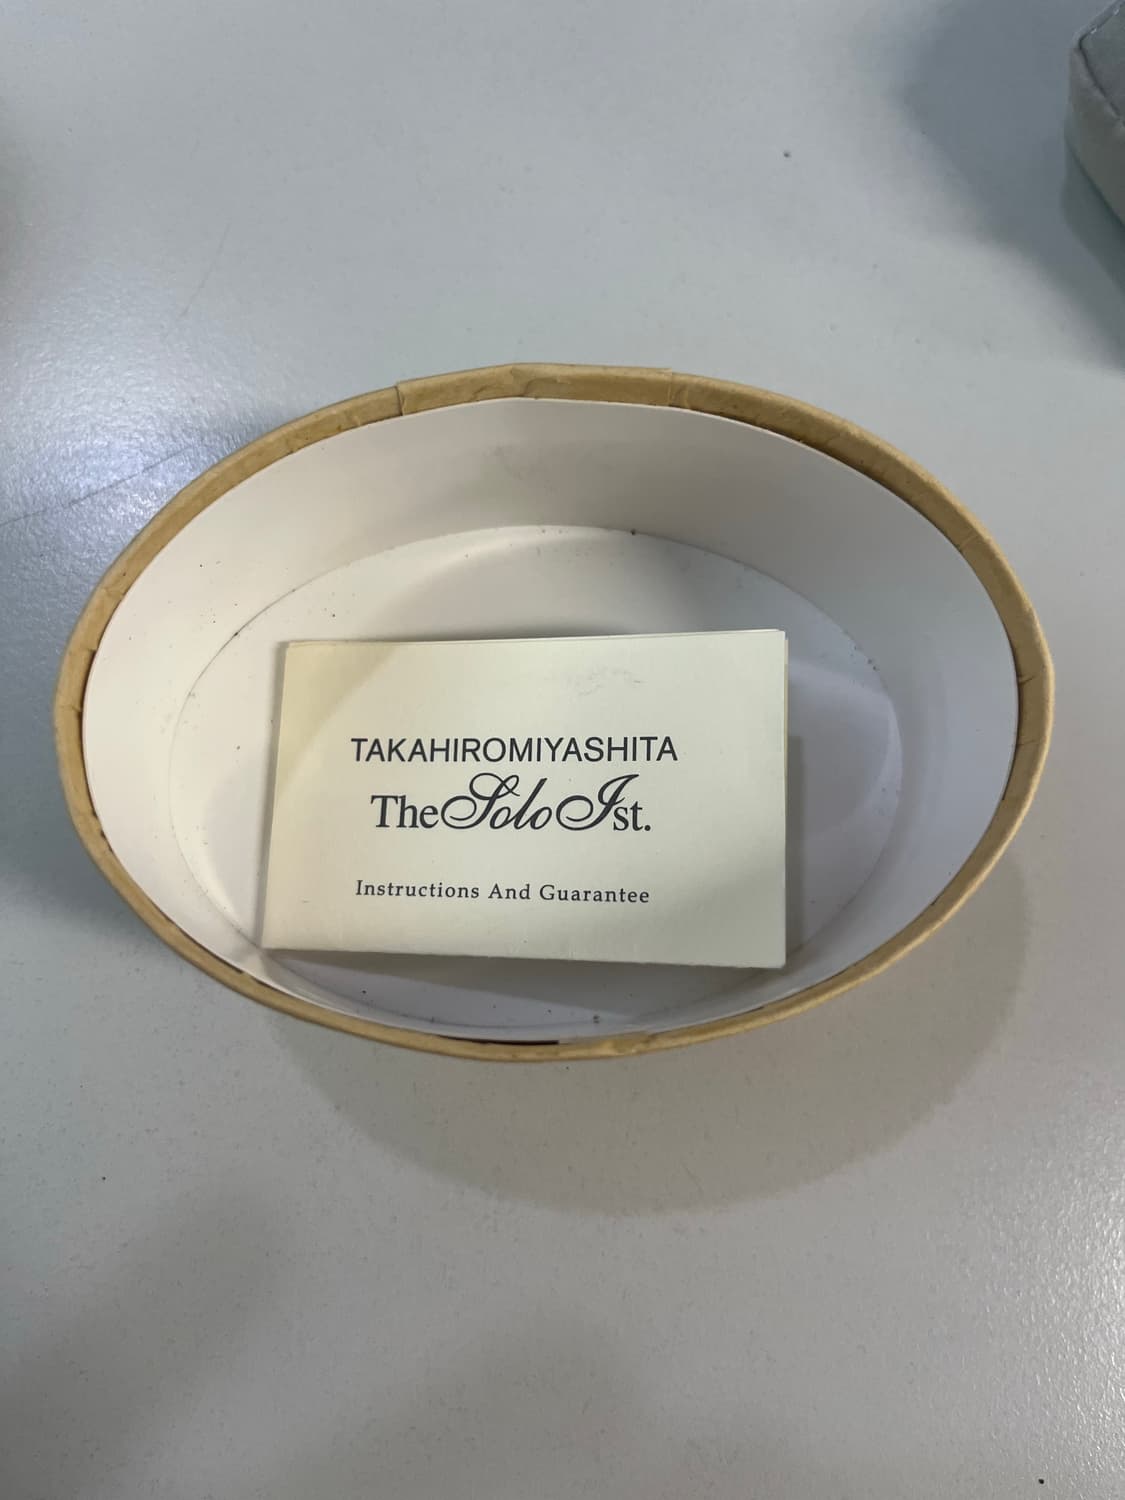 TAKAHIROMIYASHITA
TheSoloIst.
Instructions And Guarantee